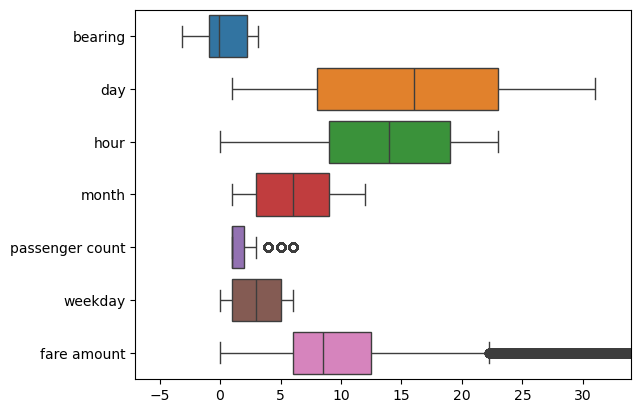 bearing
day
hour
month
passenger count
weekday
fare amount
−5 0 5 10 15 20 25 30